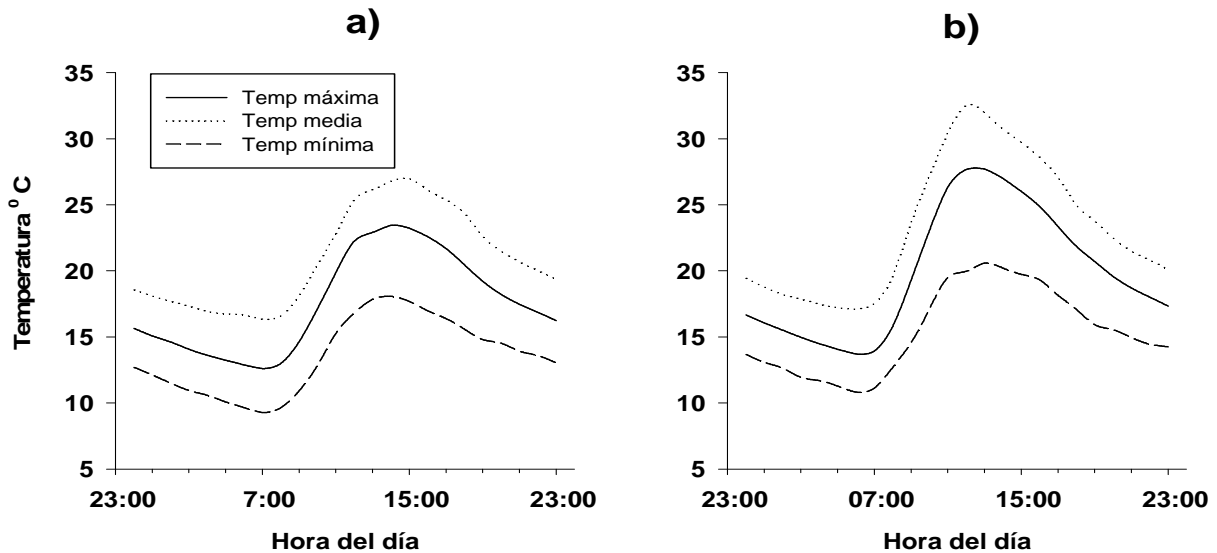 a)
b)
35
30
25
20
15
10
5
Temperatura ⁰ C
Temp máxima
Temp media
Temp mínima
23:00 7:00 15:00 23:00
Hora del día
35
30
25
20
15
10
5
23:00 07:00 15:00 23:00
Hora del día